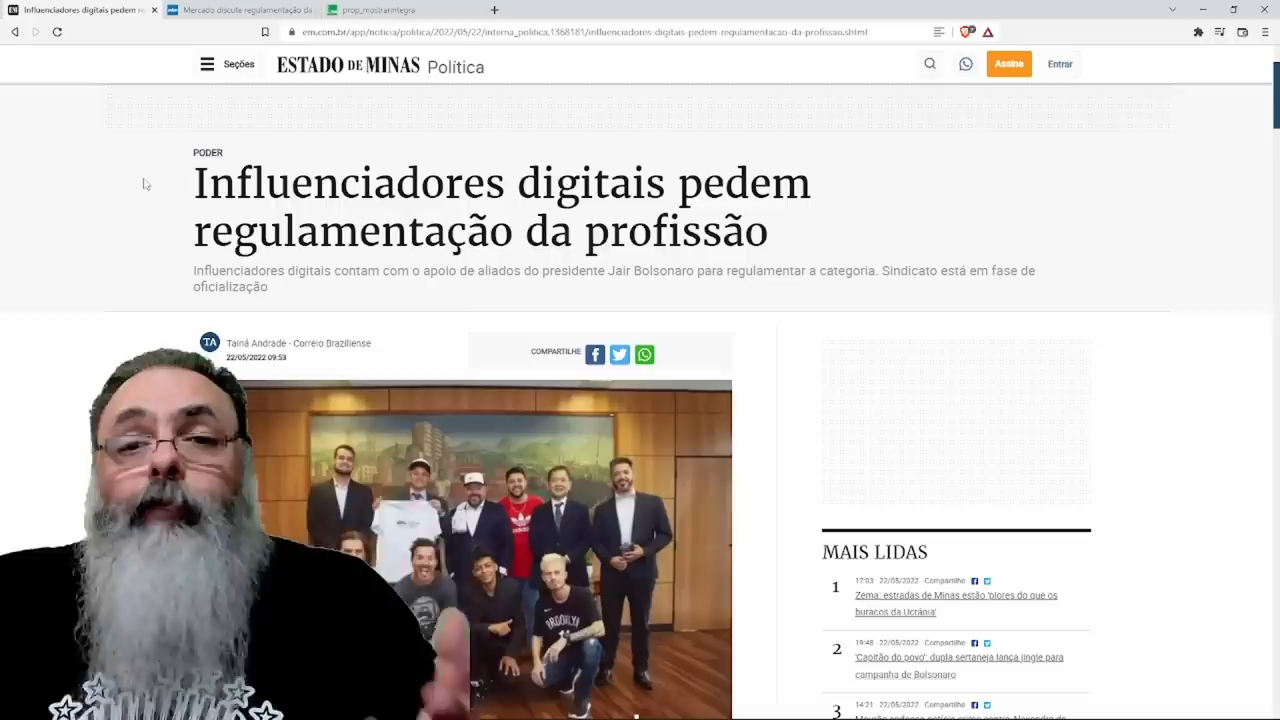 Influenciadores digitais pedem r
Mercado discute regulamentação da
prop_mostrarintegra
em.com.br/app/noticia/politica/2022/05/22/interna_politica,1368181/influenciadores-digitais-pedem-regulamentacao-da-profissao.shtml
Seções
ESTADO DE MINAS Política
Assine
Entrar
PODER
Influenciadores digitais pedem
regulamentação da profissão
Influenciadores digitais contam com o apoio de aliados do presidente Jair Bolsonaro para regulamentar a categoria. Sindicato está em fase de
oficialização
TA
Tainá Andrade - Correio Braziliense
22/05/2022 09:53
COMPARTILHE
BROOKLYN
MAIS LIDAS
1
17:03 - 22/05/2022 Compartilhe
Zema: estradas de Minas estão 'piores do que os
buracos da Ucrânia'
2
19:48 - 22/05/2022 Compartilhe
'Capitão do povo': dupla sertaneja lança jingle para
campanha de Bolsonaro
3
14:21 - 22/05/2022 Compartilhe